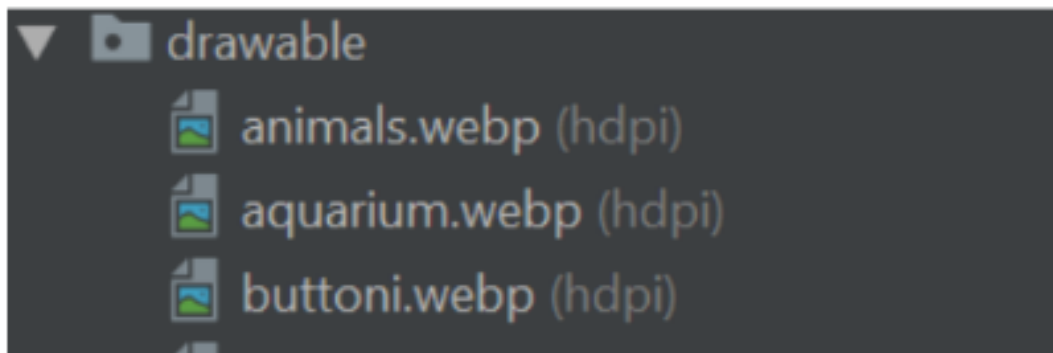 drawable
animals.webp (hdpi)
aquarium.webp (hdpi)
buttoni.webp (hdpi)